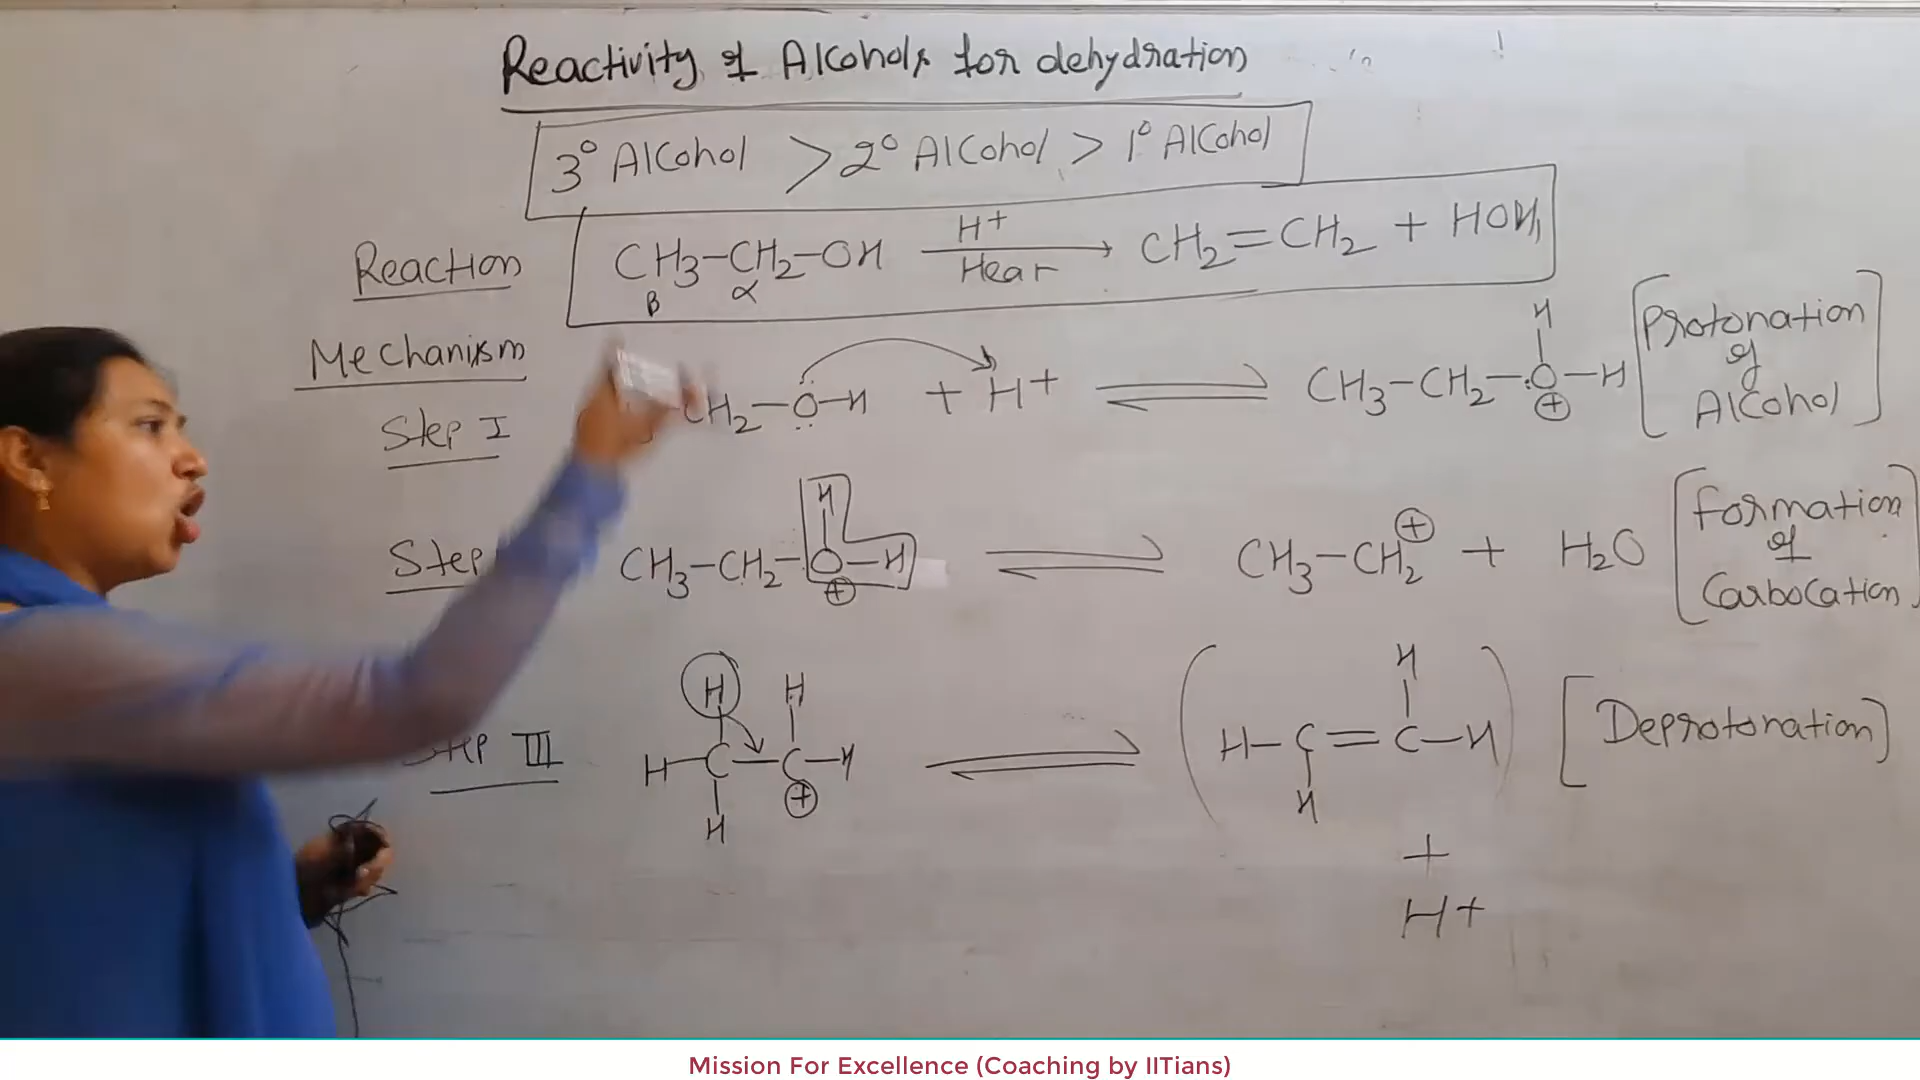 Reactivity of Alcohols for dehydration
3° Alcohol > 2° Alcohol > 1° Alcohol
Reaction CH3-CH2-OH H+ Heat → CH2=CH2 + HOH
β α
Mechanism
Step I CH2-Ö-H + H+ ⇌ CH3-CH2-O-H H ⊕ [Protonation of Alcohol]
Step CH3-CH2-O-H H ⊕ ⇌ CH3-CH2⊕ + H2O [Formation of Carbocation]
Step III H H H-C-C-H H ⊕ ⇌ (H-C=C-H H H) [Deprotonation]
+
H+
Mission For Excellence (Coaching by IITians)